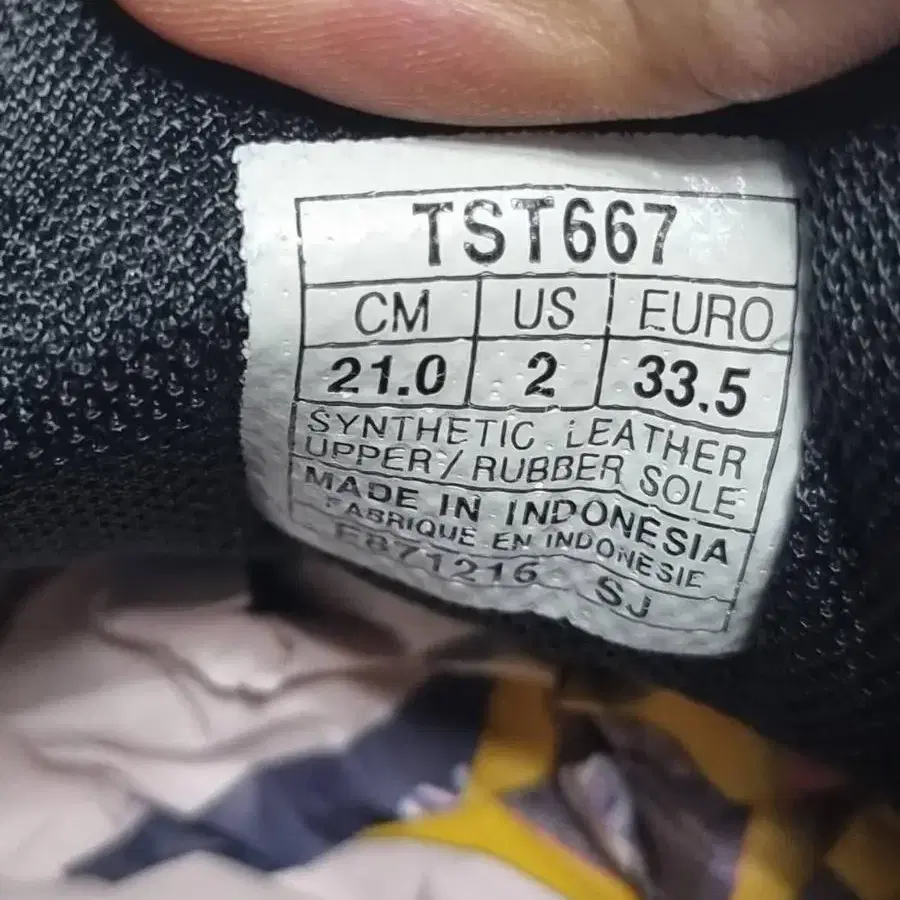 TST667
CM US EURO
21.0 2 33.5
SYNTHETIC LEATHER
UPPER / RUBBER SOLE
MADE IN INDONESIA
FABRIQUE EN INDONESIE
E871216 SJ